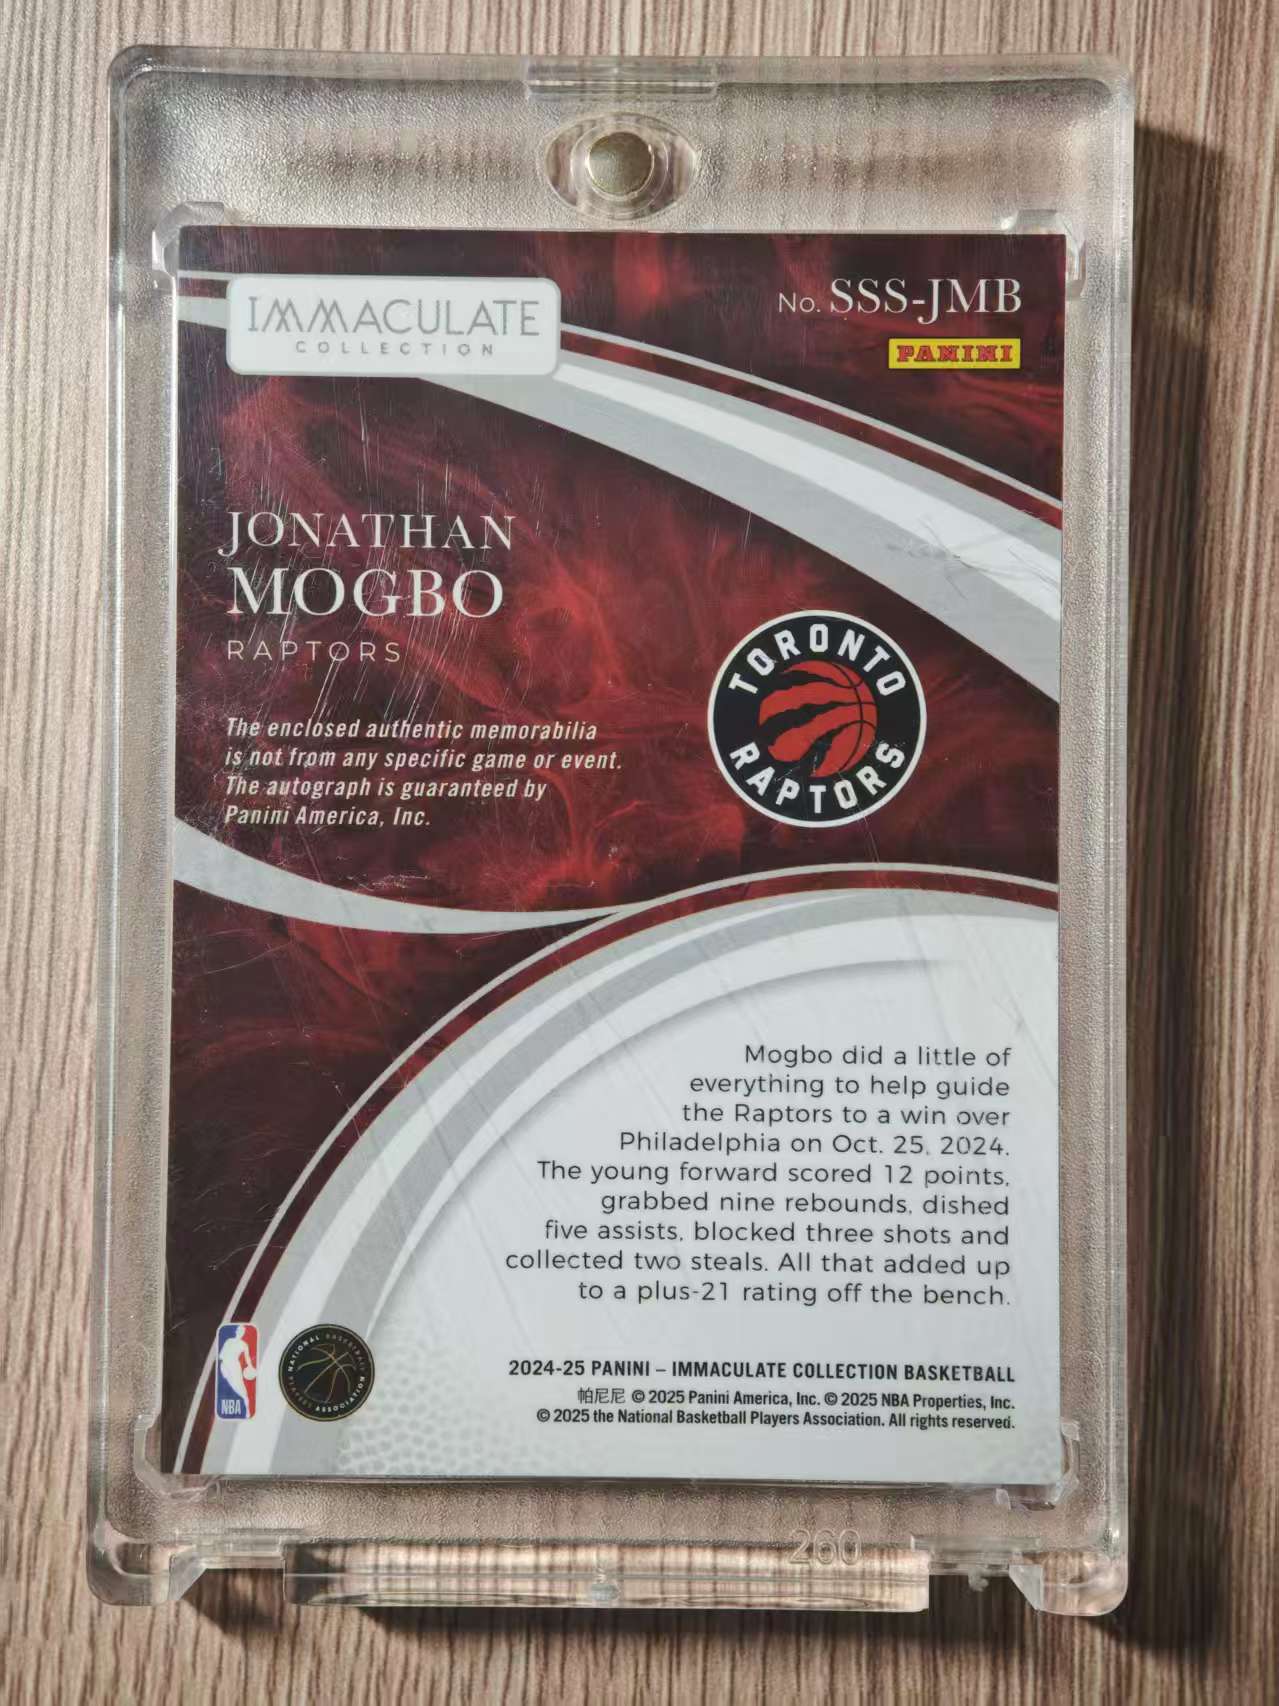 IMMACULATE
COLLECTION
No. SSS-JMB
PANINI
JONATHAN
MOGBO
RAPTORS
The enclosed authentic memorabilia
is not from any specific game or event.
The autograph is guaranteed by
Panini America, Inc.
TORONTO
RAPTORS
Mogbo did a little of
everything to help guide
the Raptors to a win over
Philadelphia on Oct. 25, 2024.
The young forward scored 12 points,
grabbed nine rebounds, dished
five assists, blocked three shots and
collected two steals. All that added up
to a plus-21 rating off the bench.
NBA
NATIONAL BASKETBALL
PLAYERS ASSOCIATION
2024-25 PANINI – IMMACULATE COLLECTION BASKETBALL
帕尼尼 © 2025 Panini America, Inc. © 2025 NBA Properties, Inc.
© 2025 the National Basketball Players Association. All rights reserved.
260